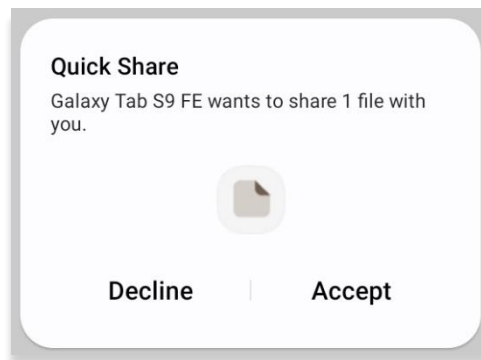 Quick Share
Galaxy Tab S9 FE wants to share 1 file with
you.
Decline
Accept